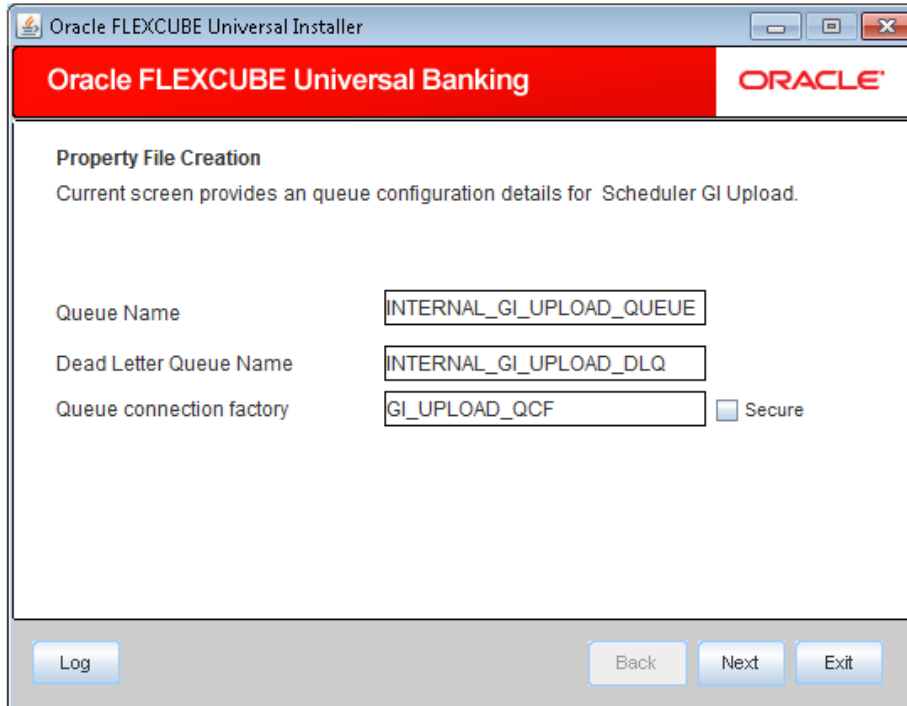 Oracle FLEXCUBE Universal Installer
Oracle FLEXCUBE Universal Banking
ORACLE
Property File Creation
Current screen provides an queue configuration details for Scheduler GI Upload.
Queue Name INTERNAL_GI_UPLOAD_QUEUE
Dead Letter Queue Name INTERNAL_GI_UPLOAD_DLQ
Queue connection factory GI_UPLOAD_QCF Secure
Log Back Next Exit